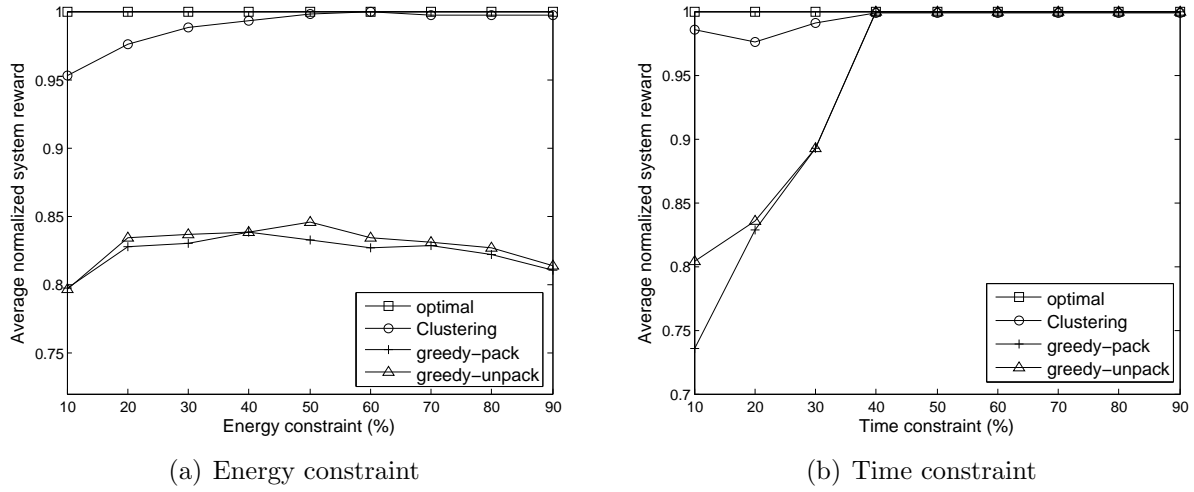 1
0.95
0.9
0.85
0.8
0.75
Average normalized system reward
10 20 30 40 50 60 70 80 90
Energy constraint (%)
optimal
Clustering
greedy−pack
greedy−unpack
(a) Energy constraint
1
0.95
0.9
0.85
0.8
0.75
0.7
Average normalized system reward
10 20 30 40 50 60 70 80 90
Time constraint (%)
optimal
Clustering
greedy−pack
greedy−unpack
(b) Time constraint